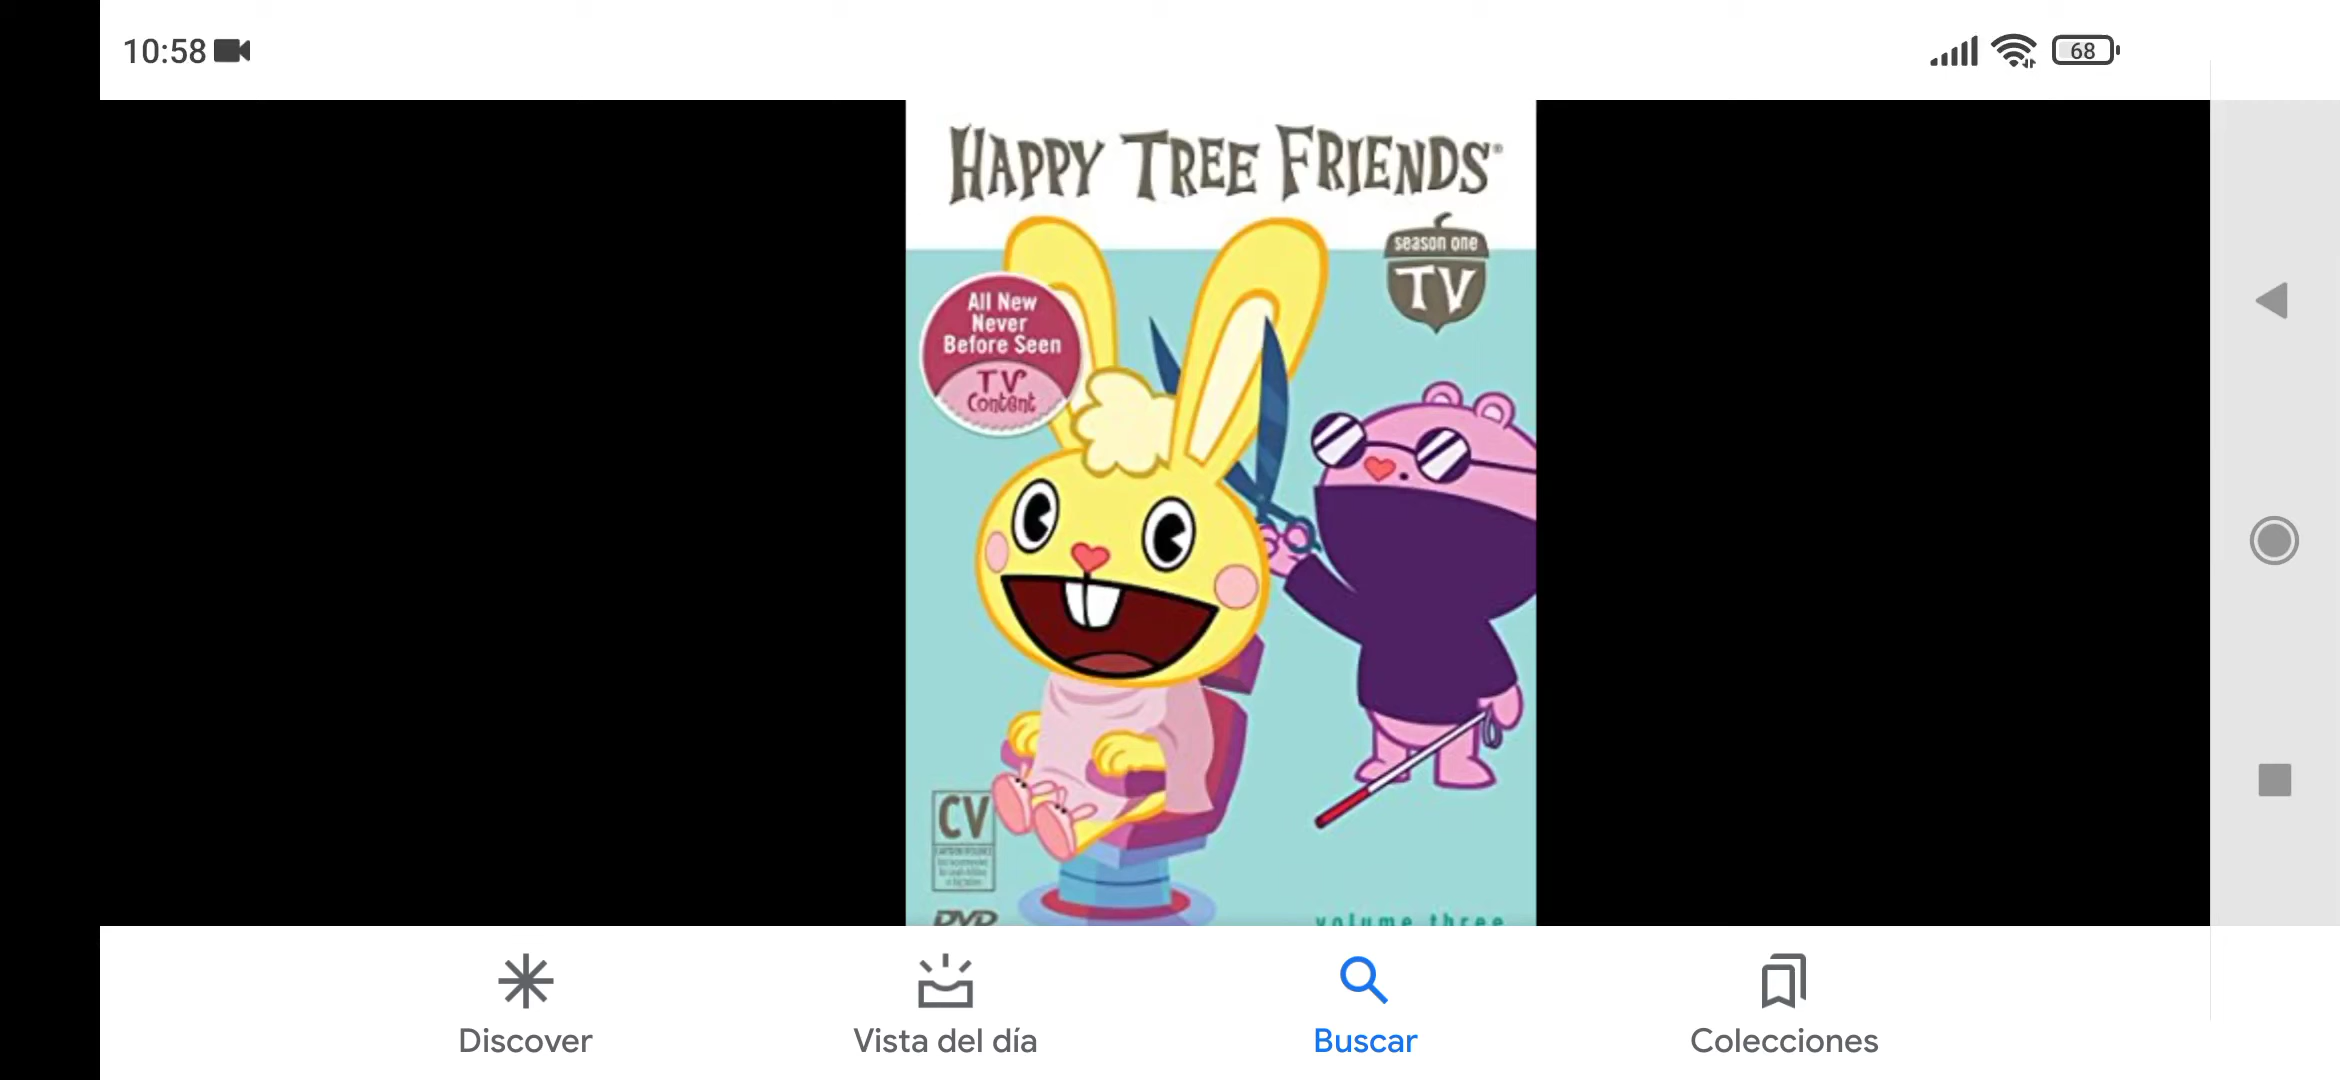 10:58
68
HAPPY TREE FRIENDS®
season one
TV
All New
Never
Before Seen
TV
Content
CV
DVD
volume three
Discover
Vista del día
Buscar
Colecciones